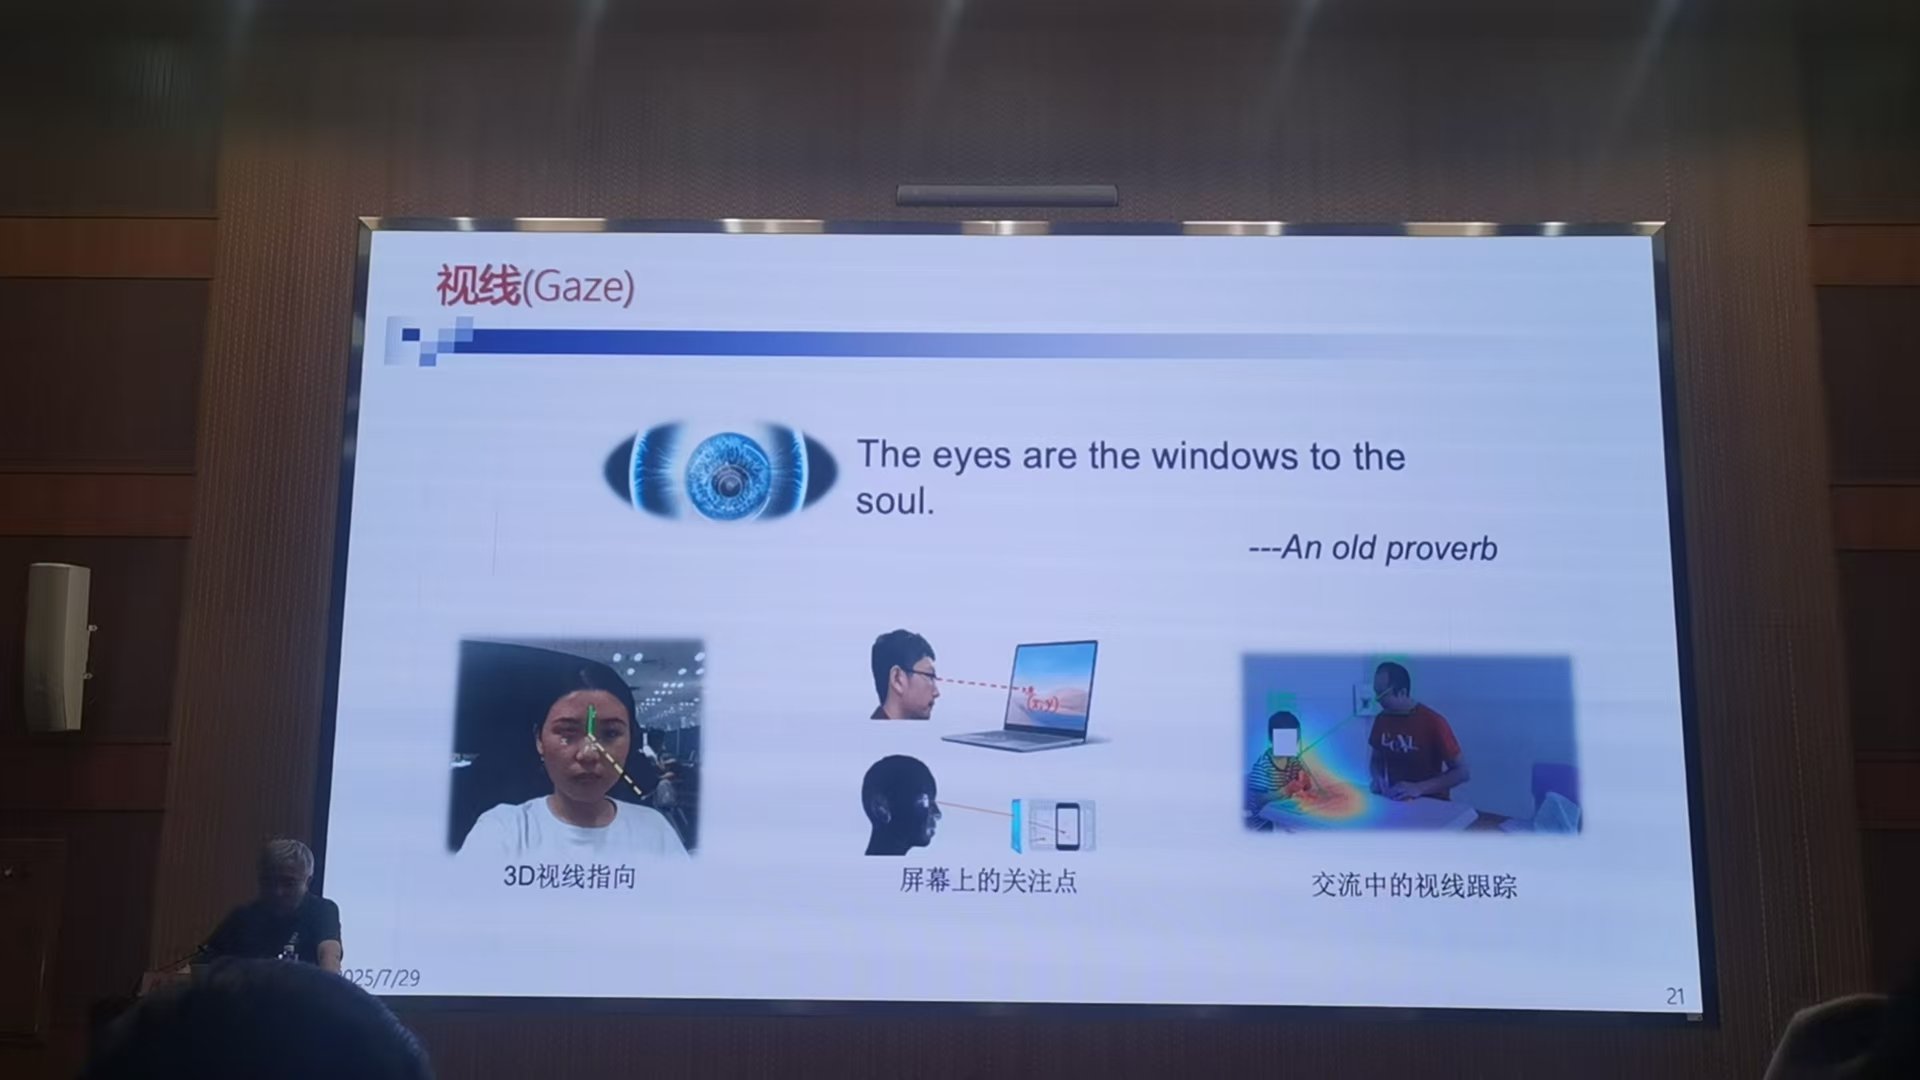 视线(Gaze)
The eyes are the windows to the
soul.
---An old proverb
(x,y)
3D视线指向
屏幕上的关注点
交流中的视线跟踪
025/7/29
21